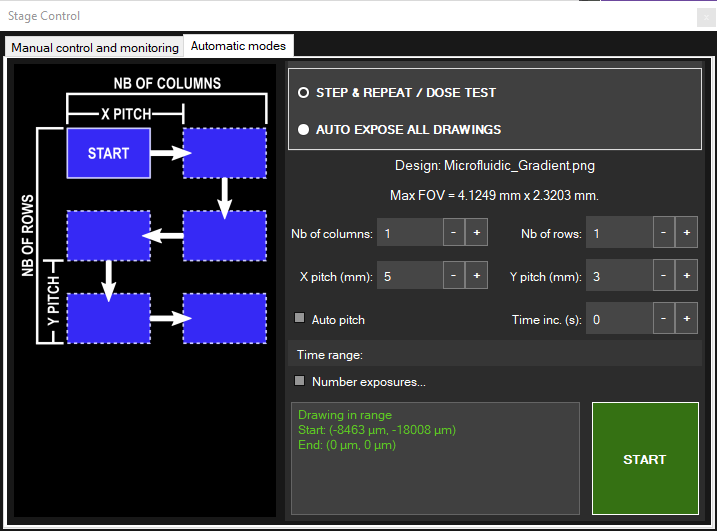 Stage Control
x
Manual control and monitoring
Automatic modes
NB OF COLUMNS
X PITCH
START
NB OF ROWS
Y PITCH
STEP & REPEAT / DOSE TEST
AUTO EXPOSE ALL DRAWINGS
Design: Microfluidic_Gradient.png
Max FOV = 4.1249 mm x 2.3203 mm.
Nb of columns: 1 - + Nb of rows: 1 - +
X pitch (mm): 5 - + Y pitch (mm): 3 - +
Auto pitch Time inc. (s): 0 - +
Time range:
Number exposures...
Drawing in range
Start: (-8463 µm, -18008 µm)
End: (0 µm, 0 µm)
START